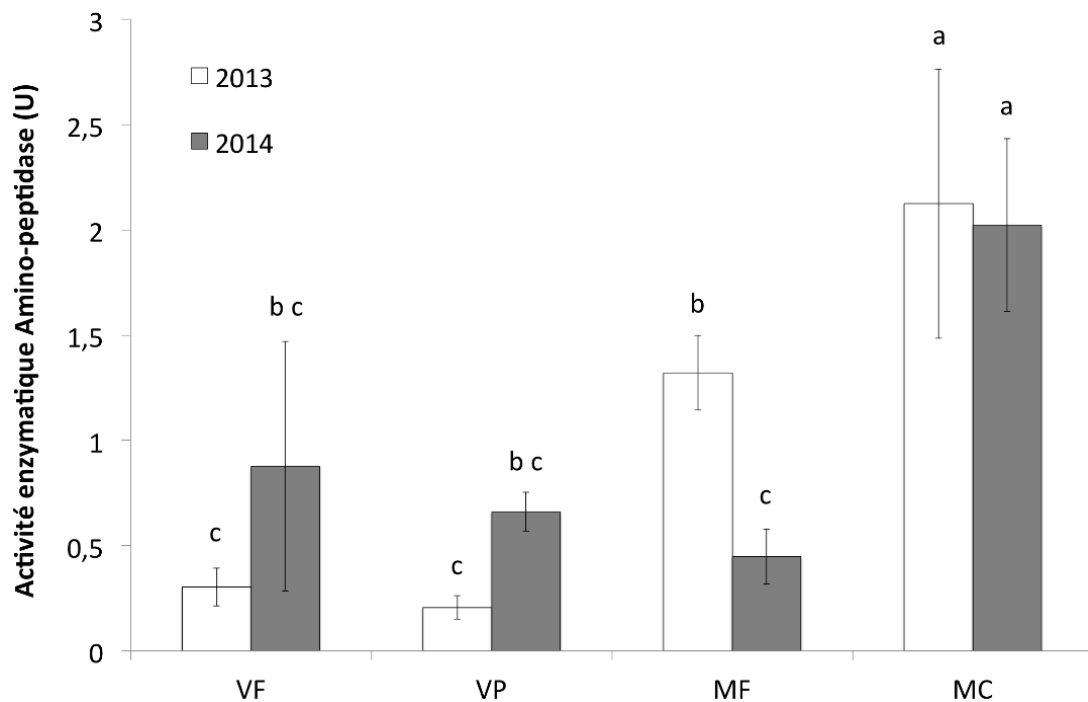 Activité enzymatique Amino-peptidase (U)
3
2,5
2
1,5
1
0,5
0
2013
2014
c
b c
c
b c
b
c
a
a
VF
VP
MF
MC